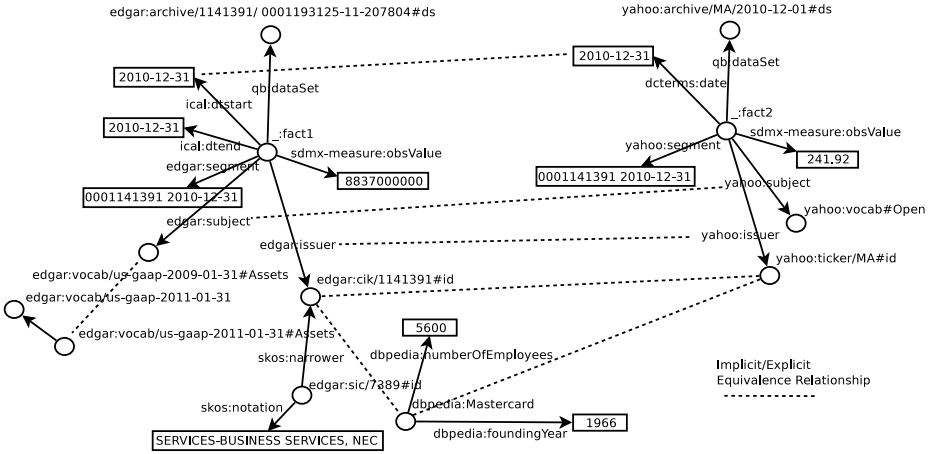 edgar:archive/1141391/ 0001193125-11-207804#ds
yahoo:archive/MA/2010-12-01#ds
2010-12-31
2010-12-31
qb:dataSet
qb:dataSet
ical:dtstart
dcterms:date
_:fact1
_:fact2
2010-12-31
ical:dtend
sdmx-measure:obsValue
sdmx-measure:obsValue
yahoo:segment
edgar:segment
8837000000
241.92
0001141391 2010-12-31
0001141391 2010-12-31
yahoo:subject
edgar:subject
yahoo:vocab#Open
edgar:issuer
yahoo:issuer
edgar:vocab/us-gaap-2009-01-31#Assets
edgar:cik/1141391#id
yahoo:ticker/MA#id
edgar:vocab/us-gaap-2011-01-31
edgar:vocab/us-gaap-2011-01-31#Assets
5600
skos:narrower
dbpedia:numberOfEmployees
Implicit/Explicit
Equivalence Relationship
edgar:sic/7389#id
skos:notation
dbpedia:Mastercard
dbpedia:foundingYear
1966
SERVICES-BUSINESS SERVICES, NEC